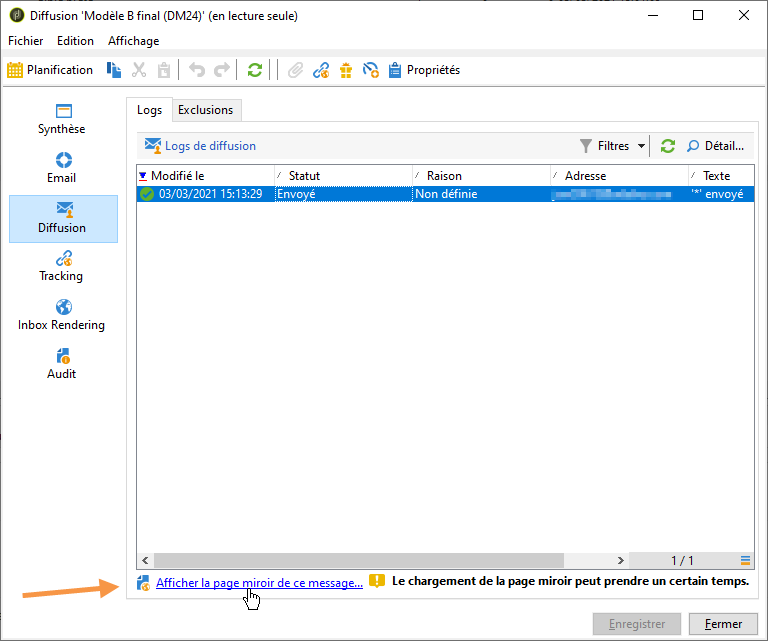 Diffusion 'Modèle B final (DM24)' (en lecture seule)
Fichier Edition Affichage
Planification Propriétés
Synthèse
Email
Diffusion
Tracking
Inbox Rendering
Audit
Logs Exclusions
Logs de diffusion Filtres Détail...
Modifié le Statut Raison Adresse Texte
03/03/2021 15:13:29 Envoyé Non définie '*' envoyé
1 / 1
Afficher la page miroir de ce message... Le chargement de la page miroir peut prendre un certain temps.
Enregistrer Fermer